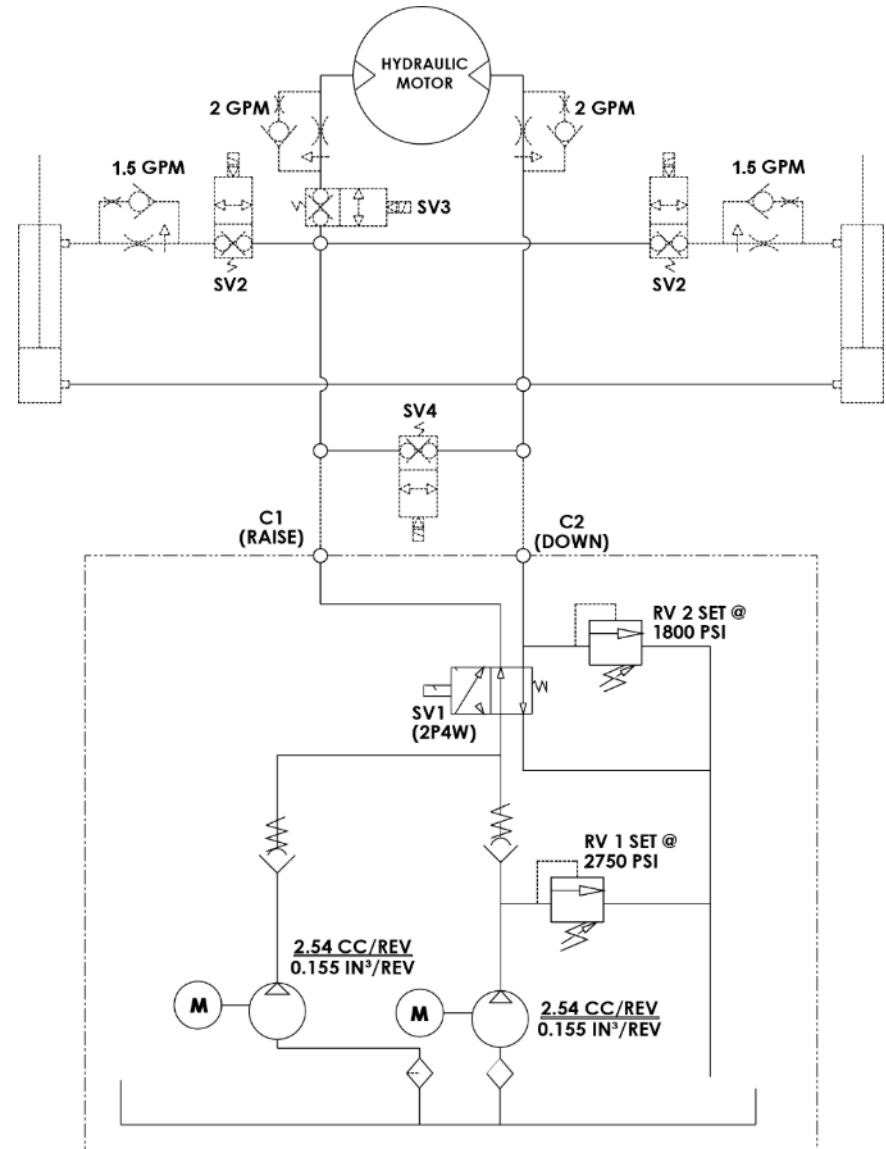 HYDRAULIC
MOTOR
2 GPM
2 GPM
1.5 GPM
1.5 GPM
SV3
SV2
SV2
SV4
C1
(RAISE)
C2
(DOWN)
RV 2 SET @
1800 PSI
SV1
(2P4W)
RV 1 SET @
2750 PSI
2.54 CC/REV
0.155 IN³/REV
M
M
2.54 CC/REV
0.155 IN³/REV